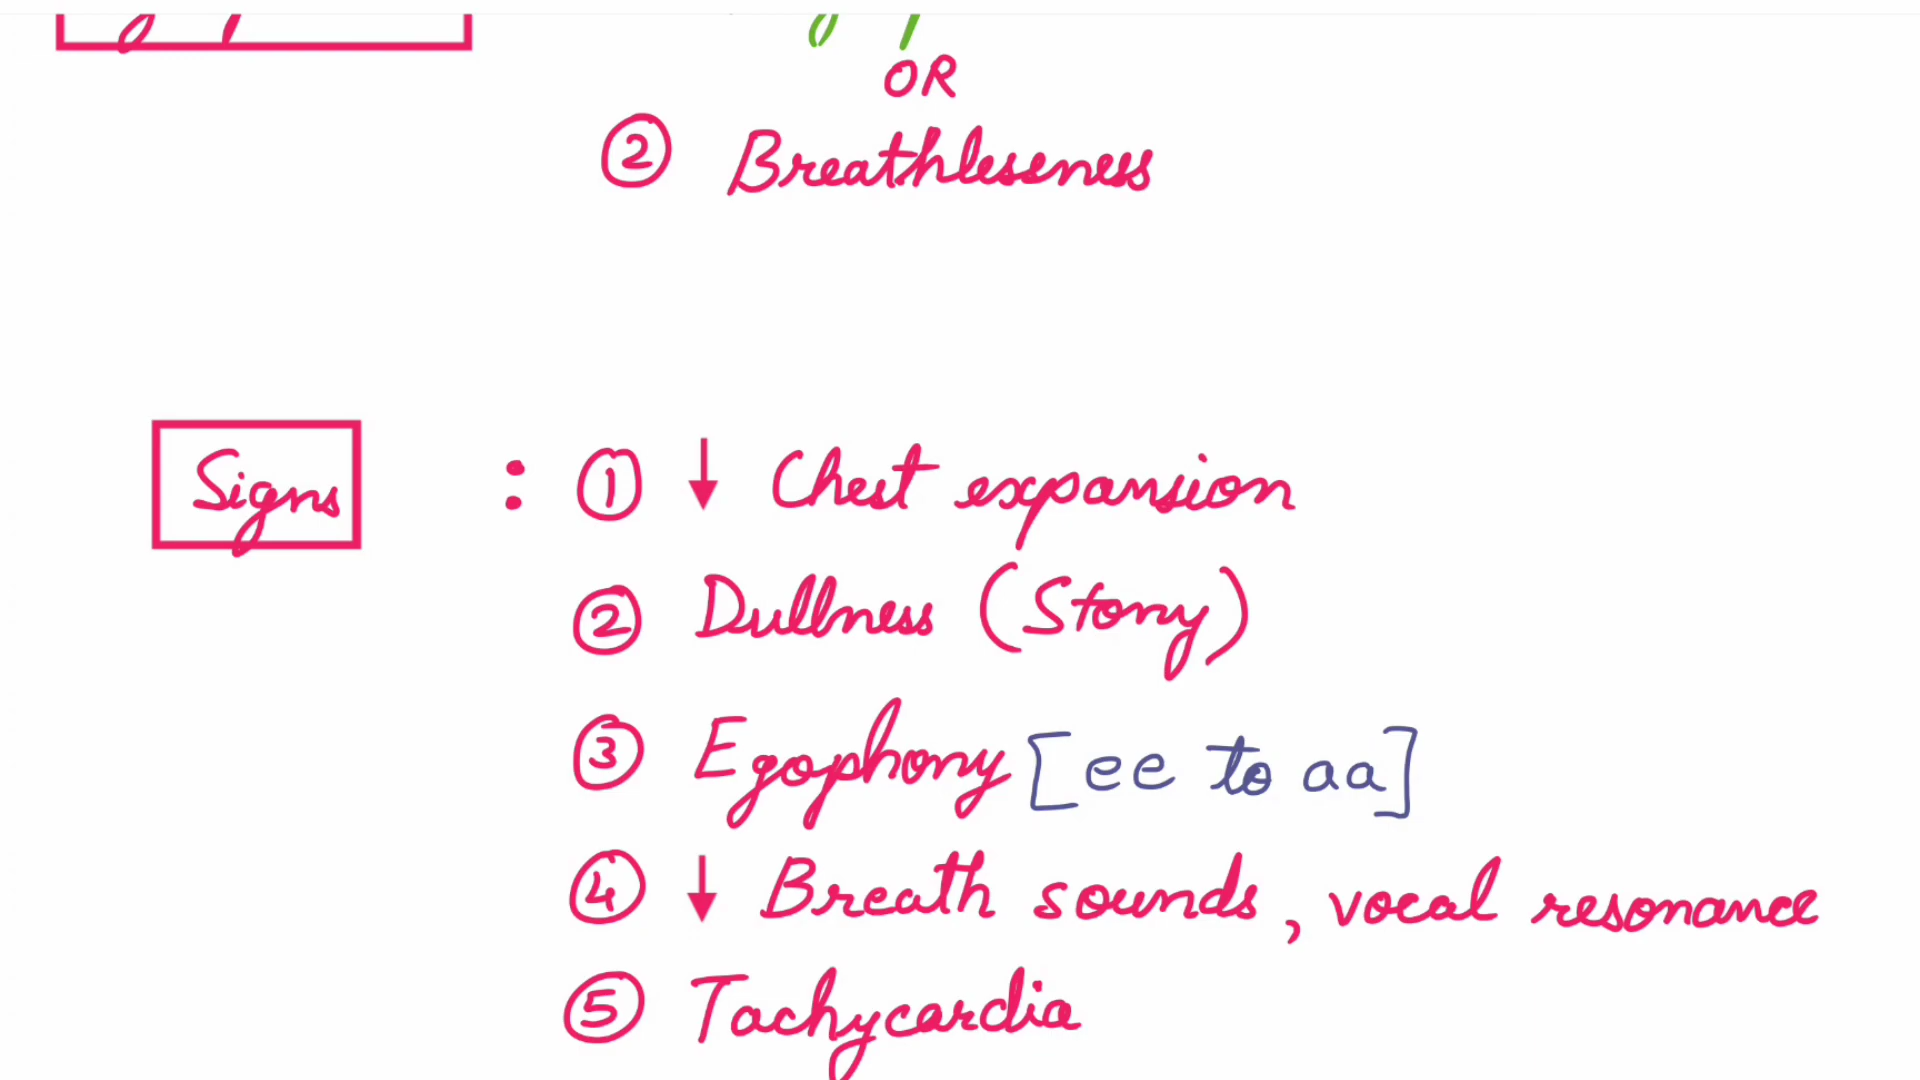 OR
② Breathlessness
Signs : ① ↓ Chest expansion
② Dullness (Stony)
③ Egophony [ee to aa]
④ ↓ Breath sounds, vocal resonance
⑤ Tachycardia